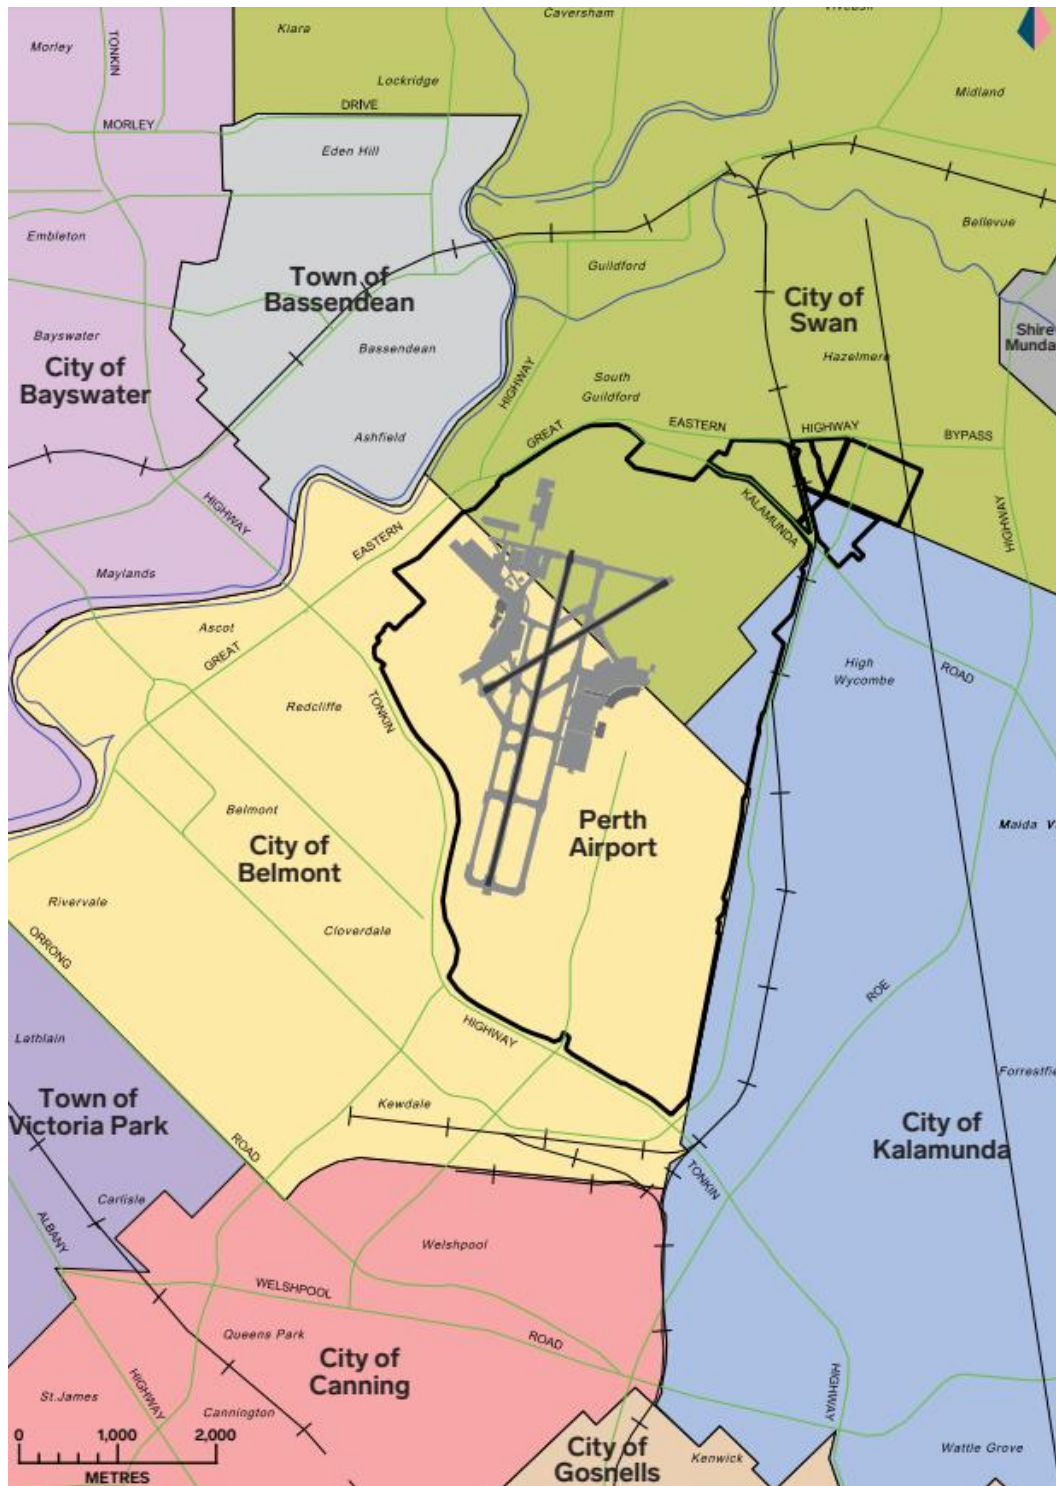 Caversham
Kiara
Morley
TONKIN
Lockridge
Midland
DRIVE
MORLEY
Eden Hill
Bellevue
Embleton
Guildford
Town of
Bassendean
City of
Swan
Shire
Munda
Bayswater
Bassendean
Hazelmere
City of
Bayswater
HIGHWAY
South
Guildford
GREAT
EASTERN
HIGHWAY
BYPASS
Ashfield
HIGHWAY
KALAMUNDA
HIGHWAY
EASTERN
Maylands
Ascot
GREAT
High
Wycombe
ROAD
Redcliffe
TONKIN
Belmont
City of
Belmont
Perth
Airport
Maida V
Rivervale
Cloverdale
ORRONG
ROE
HIGHWAY
Lathlain
Forrestfie
Town of
Victoria Park
Kewdale
City of
Kalamunda
ROAD
TONKIN
Carlisle
ALBANY
Welshpool
WELSHPOOL
ROAD
Queens Park
City of
Canning
HIGHWAY
HIGHWAY
St.James
Cannington
0 1,000 2,000
METRES
City of
Gosnells
Kenwick
Wattle Grove